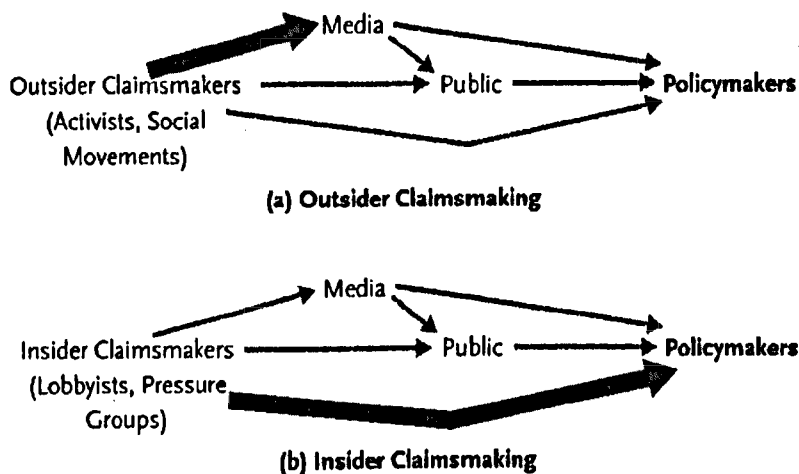 Media
Outsider Claimsmakers
(Activists, Social
Movements)
Public
Policymakers
(a) Outsider Claimsmaking
Media
Insider Claimsmakers
(Lobbyists, Pressure
Groups)
Public
Policymakers
(b) Insider Claimsmaking